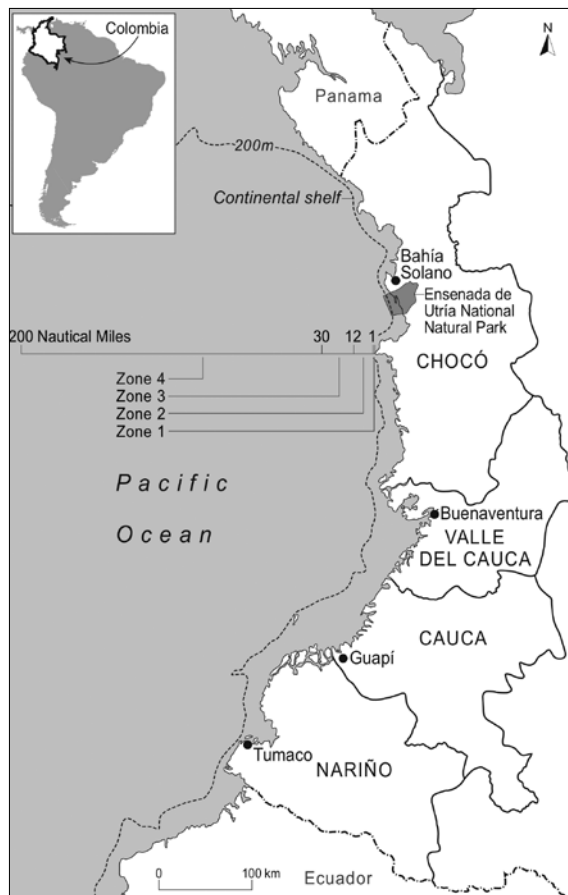 Colombia
N
Panama
200m
Continental shelf
Bahía
Solano
Ensenada de
Utría National
Natural Park
200 Nautical Miles 30 12 1
CHOCÓ
Zone 4
Zone 3
Zone 2
Zone 1
Pacific
Ocean
Buenaventura
VALLE
DEL CAUCA
CAUCA
Guapí
Tumaco
NARIÑO
0 100 km
Ecuador